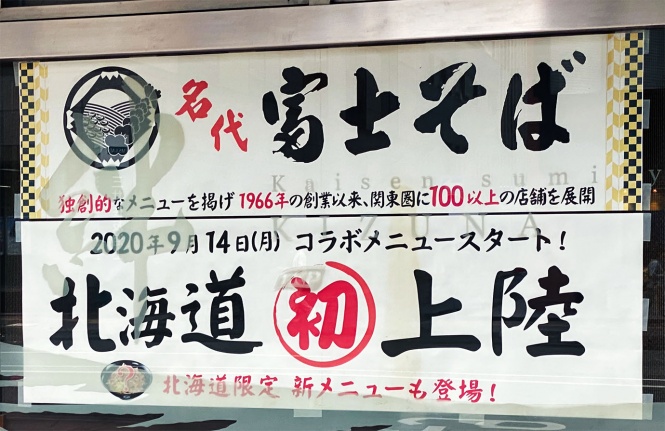 名代 富士そば
Kaisen sumi y
独創的なメニューを掲げ 1966年の創業以来、関東圏に100以上の店舗を展開
KIZUNA
2020年9月14日(月) コラボメニュースタート!
北海道 初 上陸
北海道限定 新メニューも登場!